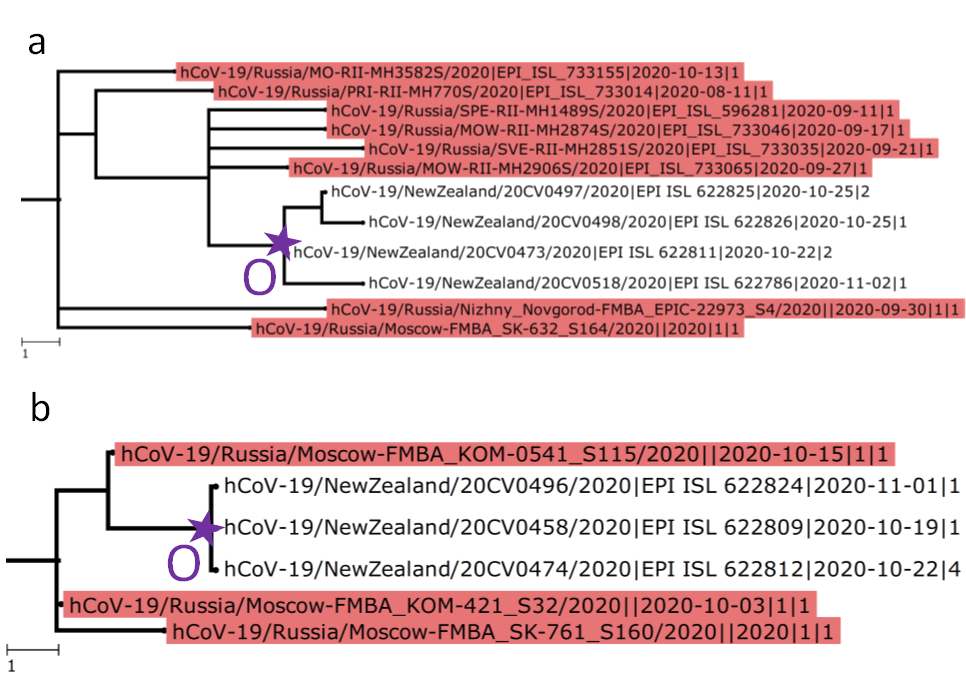 a
hCoV-19/Russia/MO-RII-MH3582S/2020|EPI_ISL_733155|2020-10-13|1
hCoV-19/Russia/PRI-RII-MH770S/2020|EPI_ISL_733014|2020-08-11|1
hCoV-19/Russia/SPE-RII-MH1489S/2020|EPI_ISL_596281|2020-09-11|1
hCoV-19/Russia/MOW-RII-MH2874S/2020|EPI_ISL_733046|2020-09-17|1
hCoV-19/Russia/SVE-RII-MH2851S/2020|EPI_ISL_733035|2020-09-21|1
hCoV-19/Russia/MOW-RII-MH2906S/2020|EPI_ISL_733065|2020-09-27|1
hCoV-19/NewZealand/20CV0497/2020|EPI ISL 622825|2020-10-25|2
hCoV-19/NewZealand/20CV0498/2020|EPI ISL 622826|2020-10-25|1
hCoV-19/NewZealand/20CV0473/2020|EPI ISL 622811|2020-10-22|2
O
hCoV-19/NewZealand/20CV0518/2020|EPI ISL 622786|2020-11-02|1
hCoV-19/Russia/Nizhny_Novgorod-FMBA_EPIC-22973_S4/2020||2020-09-30|1|1
hCoV-19/Russia/Moscow-FMBA_SK-632_S164/2020||2020|1|1
1
b
hCoV-19/Russia/Moscow-FMBA_KOM-0541_S115/2020||2020-10-15|1|1
hCoV-19/NewZealand/20CV0496/2020|EPI ISL 622824|2020-11-01|1
hCoV-19/NewZealand/20CV0458/2020|EPI ISL 622809|2020-10-19|1
O
hCoV-19/NewZealand/20CV0474/2020|EPI ISL 622812|2020-10-22|4
hCoV-19/Russia/Moscow-FMBA_KOM-421_S32/2020||2020-10-03|1|1
hCoV-19/Russia/Moscow-FMBA_SK-761_S160/2020||2020|1|1
1